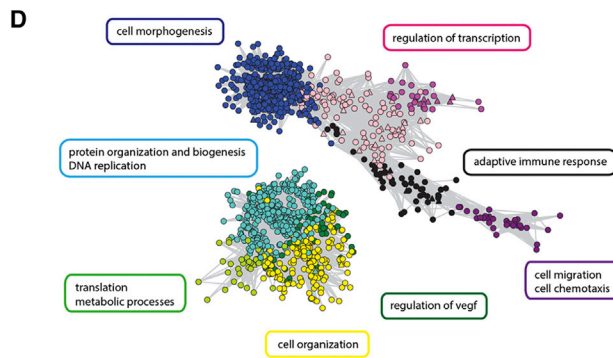 D
cell morphogenesis
regulation of transcription
protein organization and biogenesis
DNA replication
adaptive immune response
translation
metabolic processes
regulation of vegf
cell migration
cell chemotaxis
cell organization